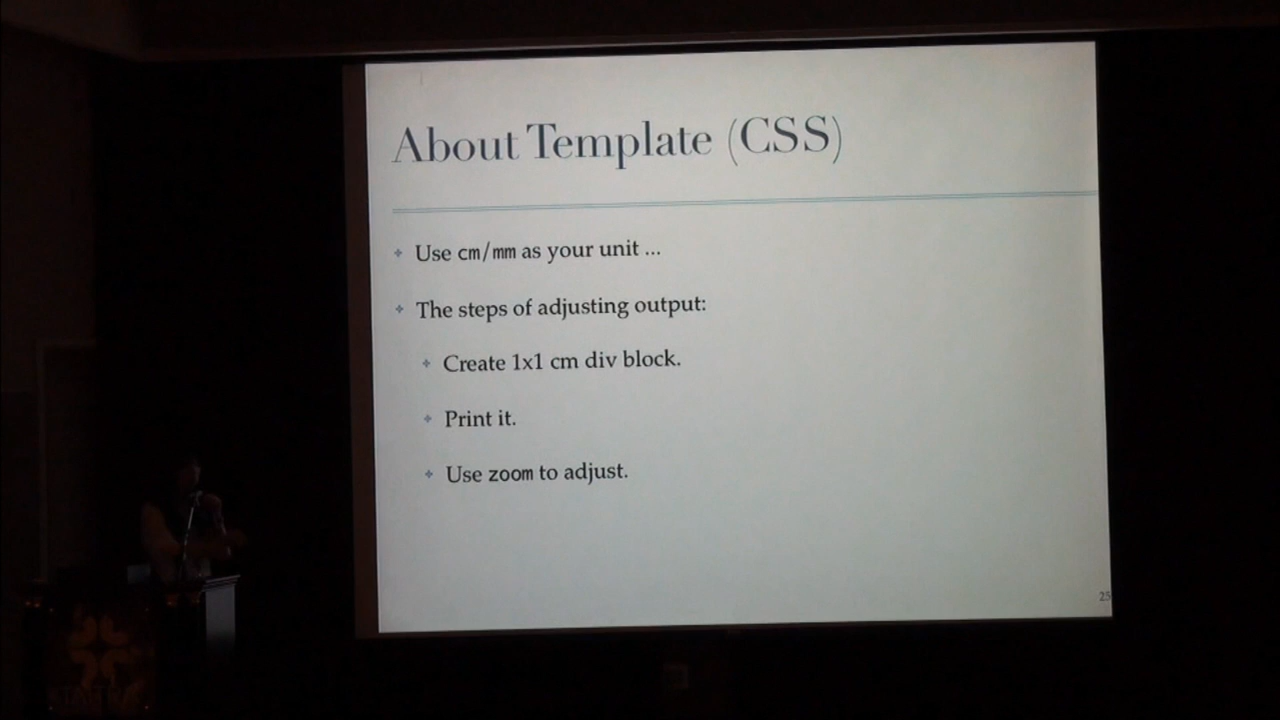 About Template (CSS)
Use cm/mm as your unit ...
The steps of adjusting output:
Create 1x1 cm div block.
Print it.
Use zoom to adjust.
25